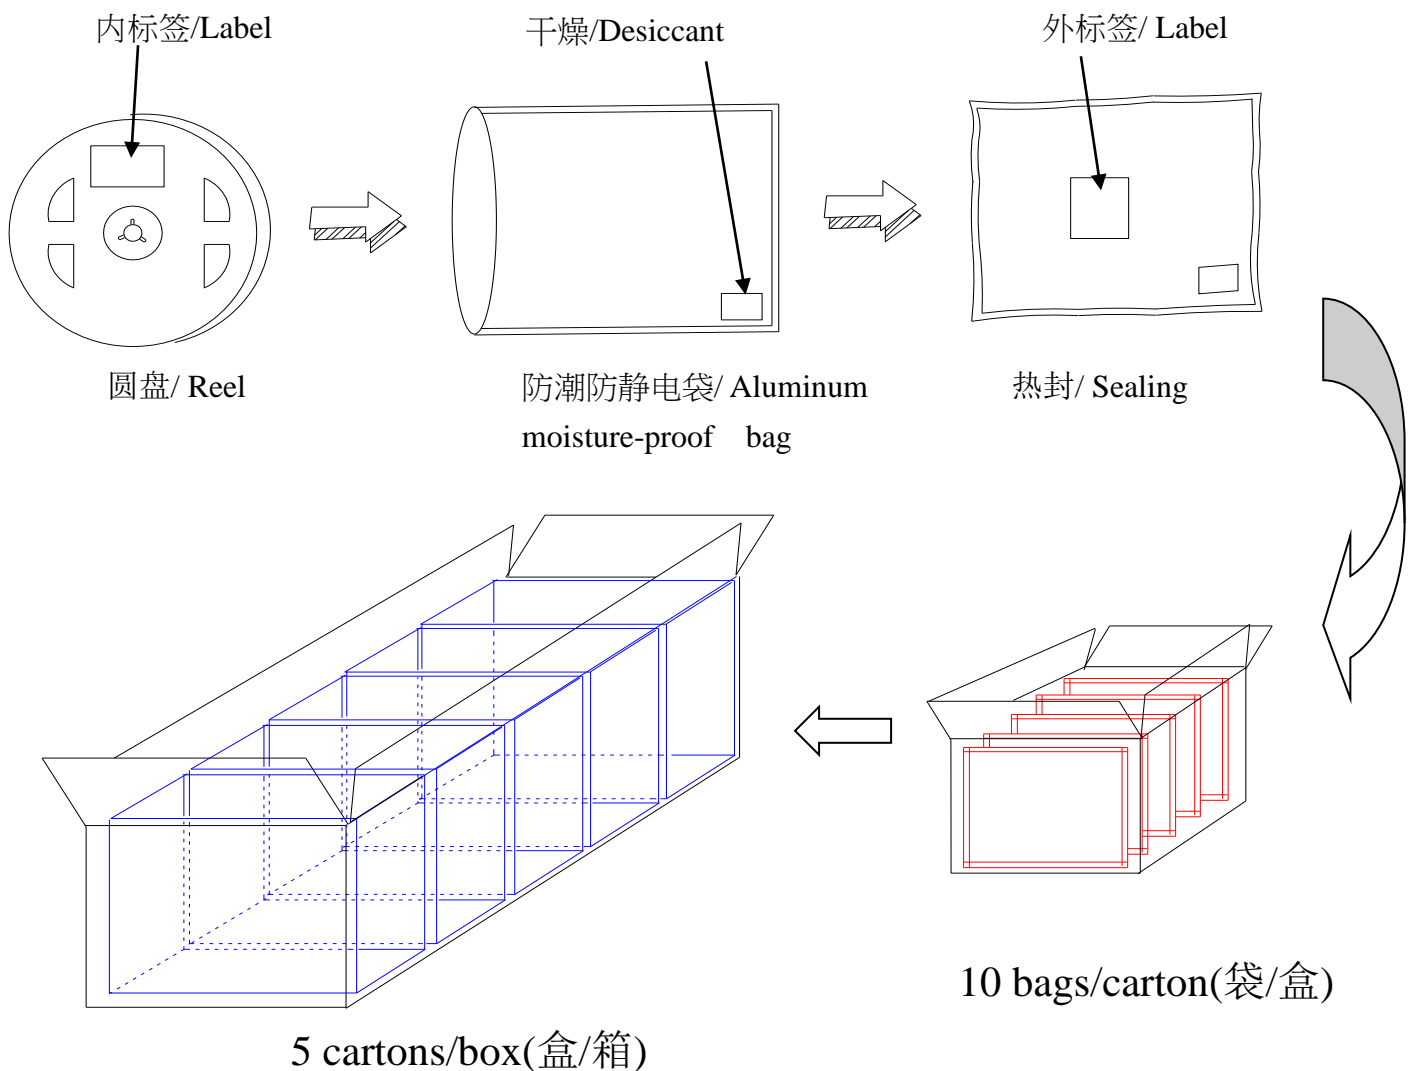 内标签/Label
干燥/Desiccant
外标签/ Label
圆盘/ Reel
防潮防静电袋/ Aluminum
moisture-proof bag
热封/ Sealing
10 bags/carton(袋/盒)
5 cartons/box(盒/箱)